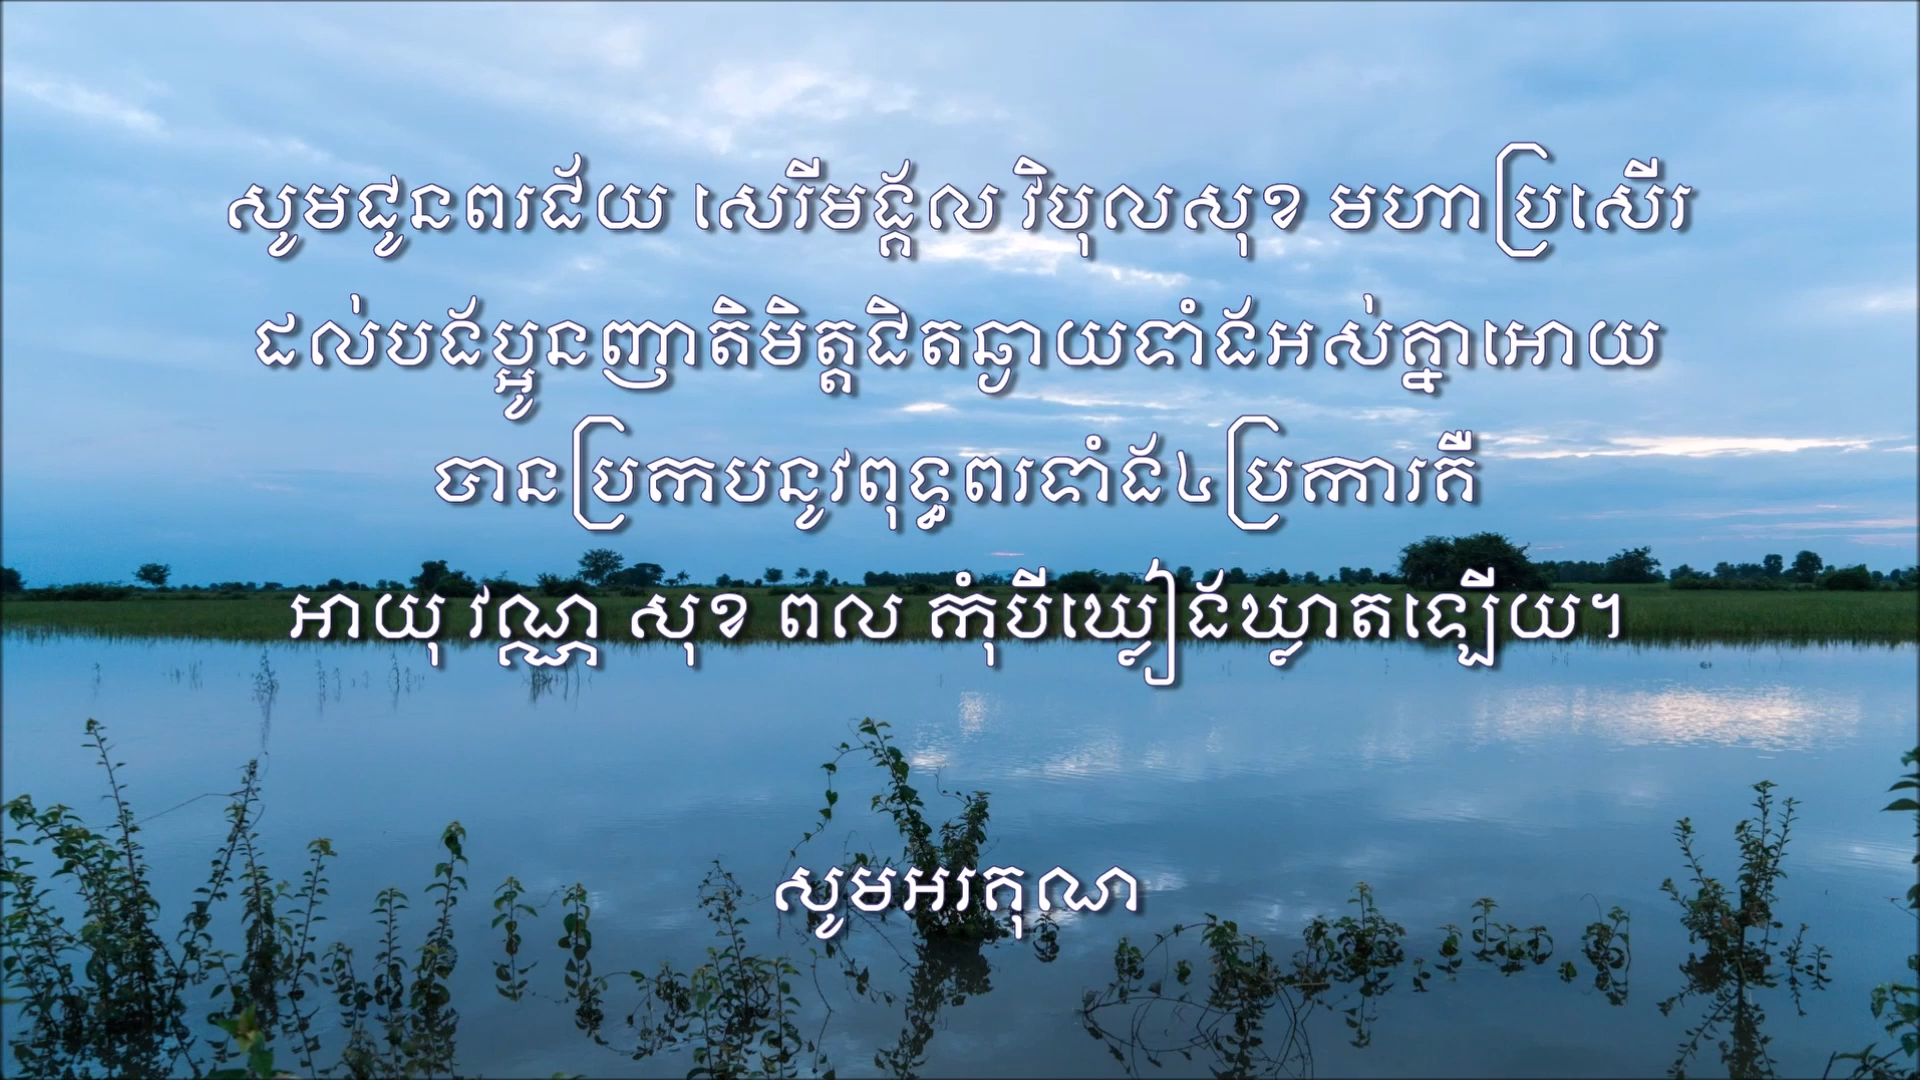 សូមជូនពរជ័យ សេរីមង្គល វិបុលសុខ មហាប្រសើរ
ដល់បងប្អូនញាតិមិត្តជិតឆ្ងាយទាំងអស់គ្នាអោយ
បានប្រកបនូវពុទ្ធពរទាំង៤ប្រការគឺ
អាយុ វណ្ណ សុខ ពល កុំបីឃ្លៀងឃ្លាតឡើយ។
សូមអរគុណ